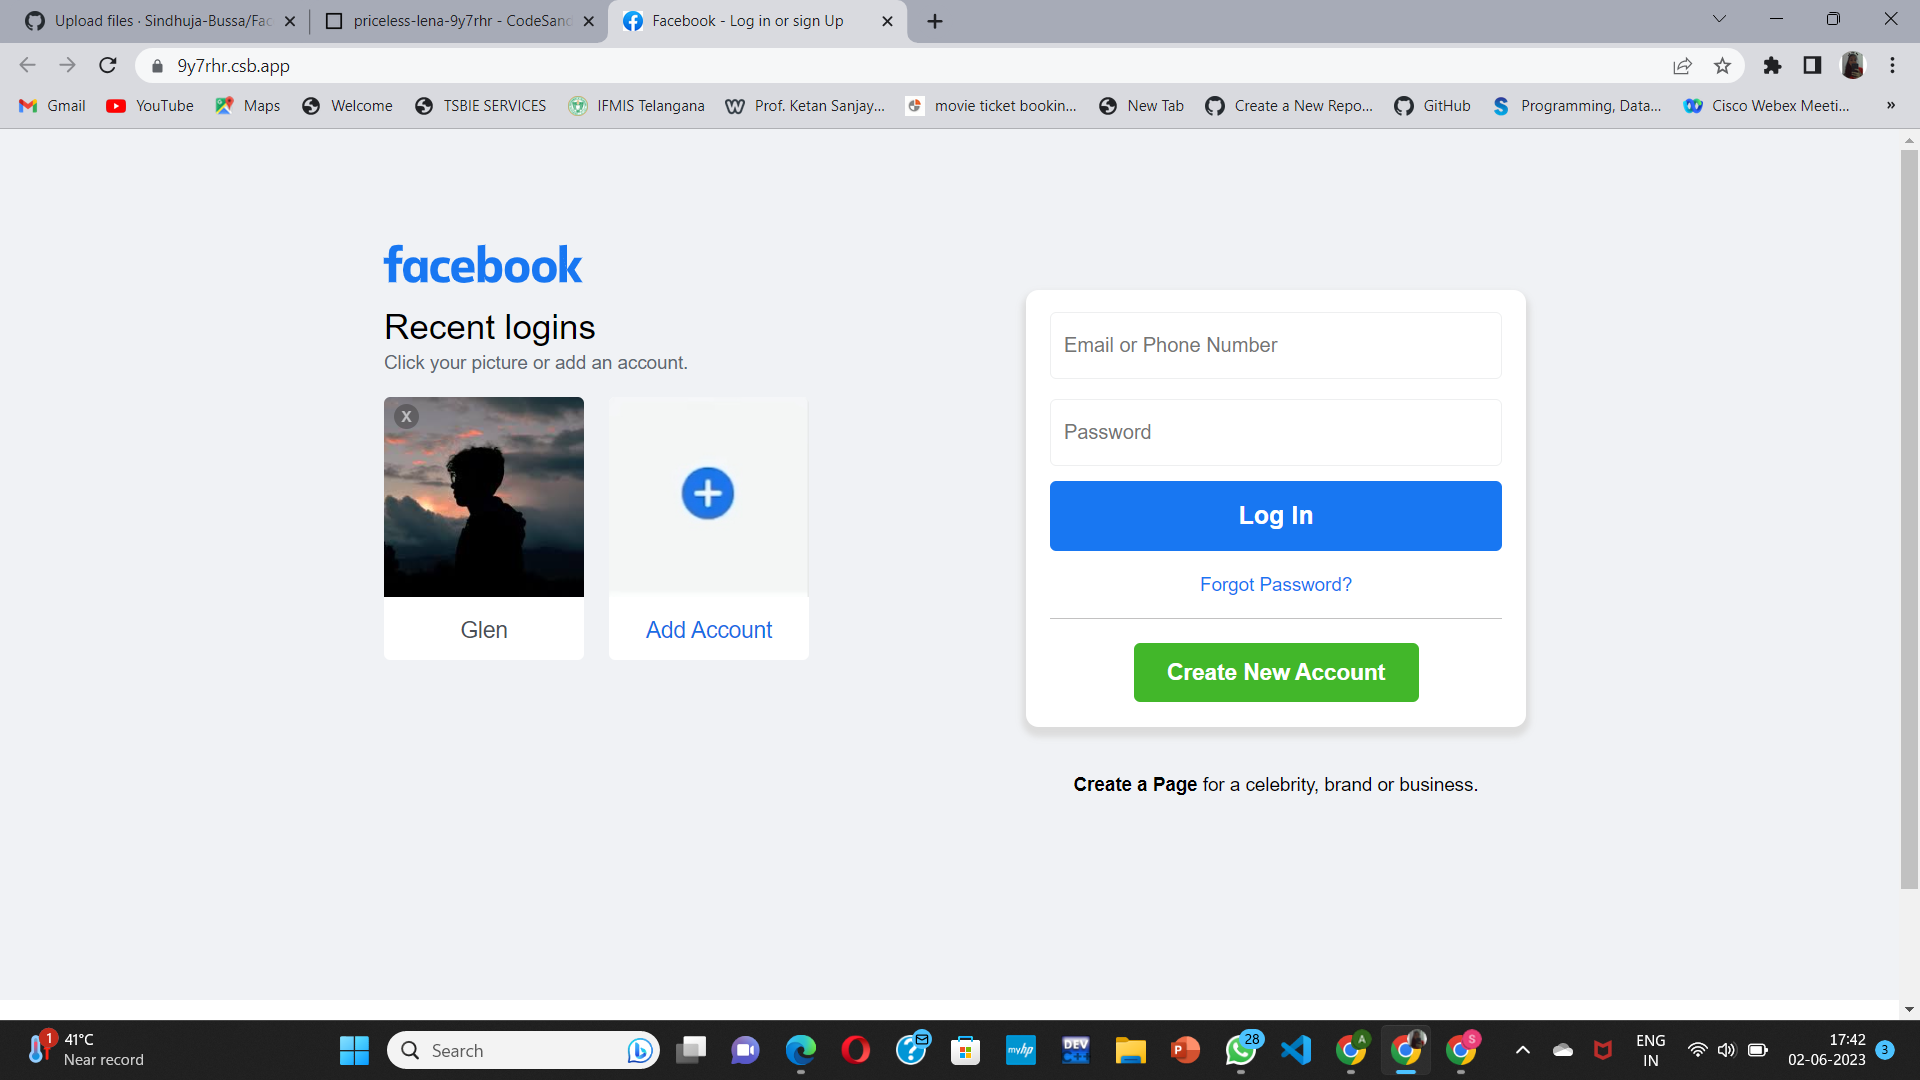 Upload files · Sindhuja-Bussa/Fac
priceless-lena-9y7rhr - CodeSand
Facebook - Log in or sign Up
9y7rhr.csb.app
Gmail
YouTube
Maps
Welcome
TSBIE SERVICES
IFMIS Telangana
Prof. Ketan Sanjay...
movie ticket bookin...
New Tab
Create a New Repo...
GitHub
Programming, Data...
Cisco Webex Meeti...
»
facebook
Recent logins
Click your picture or add an account.
X
Glen
Add Account
Email or Phone Number
Password
Log In
Forgot Password?
Create New Account
Create a Page for a celebrity, brand or business.
1
41°C
Near record
Search
myhp
DEV
28
A
S
ENG
IN
17:42
02-06-2023
3